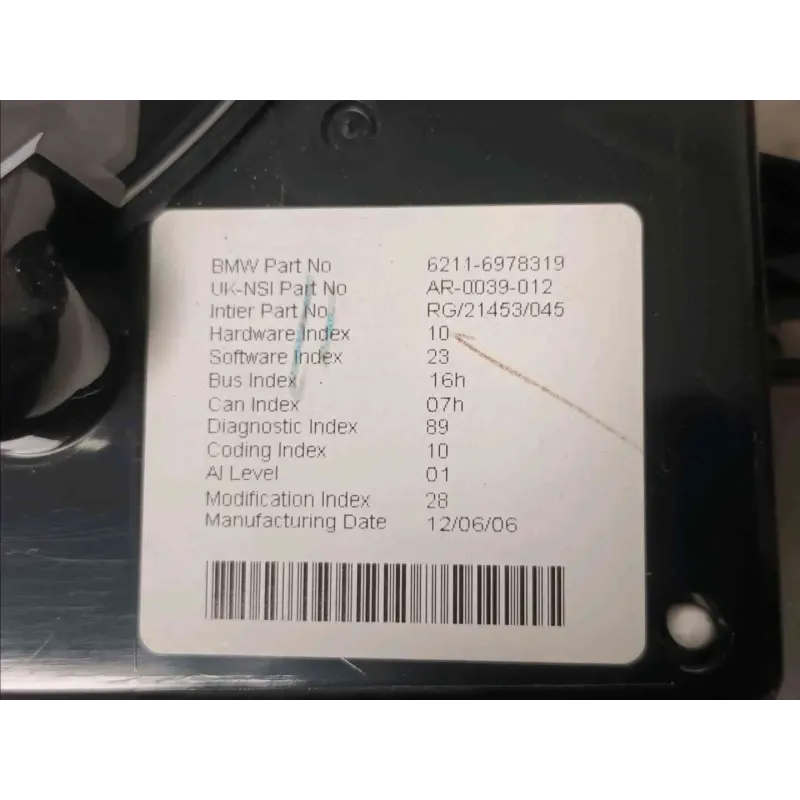 BMW Part No 6211-6978319
UK-NSI Part No AR-0039-012
Intier Part No RG/21453/045
Hardware Index 10
Software Index 23
Bus Index 16h
Can Index 07h
Diagnostic Index 89
Coding Index 10
AI Level 01
Modification Index 28
Manufacturing Date 12/06/06